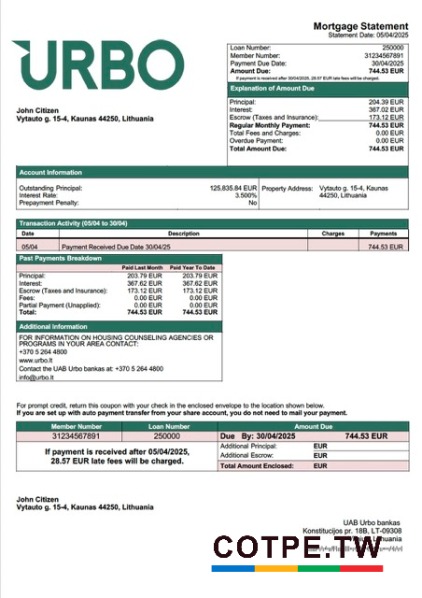 Mortgage Statement
Statement Date: 05/04/2025
URBO
Loan Number: 250000
Member Number: 31234567891
Payment Due Date: 30/04/2025
Amount Due: 744.53 EUR
If payment is received after 30/04/2025, 28.57 EUR late fees will be charged.
John Citizen
Vytauto g. 15-4, Kaunas 44250, Lithuania
Explanation of Amount Due
Principal: 204.39 EUR
Interest: 367.02 EUR
Escrow (Taxes and Insurance): 173.12 EUR
Regular Monthly Payment: 744.53 EUR
Total Fees and Charges: 0.00 EUR
Overdue Payment: 0.00 EUR
Total Amount Due: 744.53 EUR
Account Information
Outstanding Principal: 125,835.84 EUR
Interest Rate: 3.500%
Prepayment Penalty: No
Property Address: Vytauto g. 15-4, Kaunas
44250, Lithuania
Transaction Activity (05/04 to 30/04)
Date Description Charges Payments
05/04 Payment Received Due Date 30/04/25 744.53 EUR
Past Payments Breakdown
Paid Last Month Paid Year To Date
Principal: 203.79 EUR 203.79 EUR
Interest: 367.62 EUR 367.62 EUR
Escrow (Taxes and Insurance): 173.12 EUR 173.12 EUR
Fees: 0.00 EUR 0.00 EUR
Partial Payment (Unapplied): 0.00 EUR 0.00 EUR
Total: 744.53 EUR 744.53 EUR
Additional Information
FOR INFORMATION ON HOUSING COUNSELING AGENCIES OR
PROGRAMS IN YOUR AREA CONTACT:
+370 5 264 4800
www.urbo.lt
Contact the UAB Urbo bankas at: +370 5 264 4800
info@urbo.lt
For prompt credit, return this coupon with your check in the enclosed envelope to the location shown below.
If you are set up with auto payment transfer from your share account, you do not need to mail your payment.
Member Number Loan Number Amount Due
31234567891 250000 Due By: 30/04/2025 744.53 EUR
If payment is received after 05/04/2025,
28.57 EUR late fees will be charged.
Additional Principal: EUR
Additional Escrow: EUR
Total Amount Enclosed: EUR
John Citizen
Vytauto g. 15-4, Kaunas 44250, Lithuania
UAB Urbo bankas
Konstitucijos pr. 18B, LT-09308
Lithuania
COTPE.TW